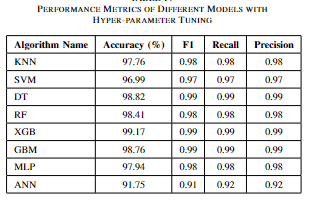 PERFORMANCE METRICS OF DIFFERENT MODELS WITH
HYPER-PARAMETER TUNING
Algorithm Name Accuracy (%) F1 Recall Precision
KNN 97.76 0.98 0.98 0.98
SVM 96.99 0.97 0.97 0.97
DT 98.82 0.99 0.99 0.99
RF 98.41 0.98 0.98 0.98
XGB 99.17 0.99 0.99 0.99
GBM 98.76 0.99 0.99 0.99
MLP 97.94 0.98 0.98 0.98
ANN 91.75 0.91 0.92 0.92